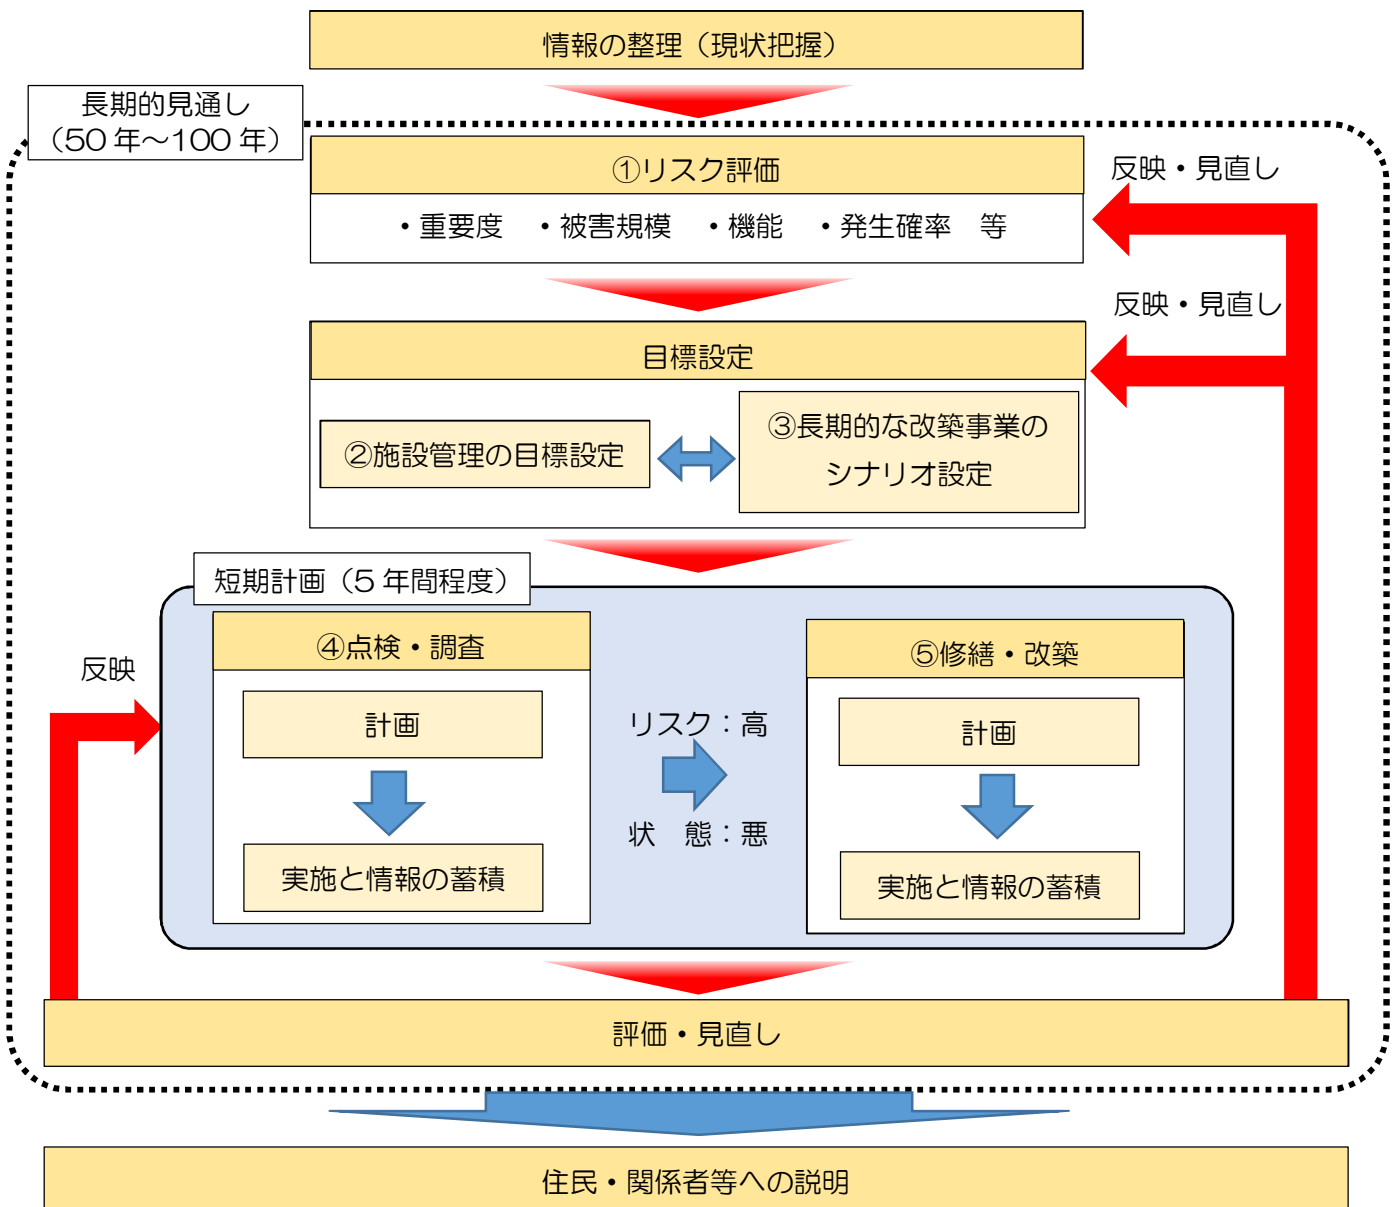 情報の整理（現状把握）
長期的見通し
（50年～100年）
①リスク評価
・重要度　・被害規模　・機能　・発生確率　等
反映・見直し
反映・見直し
目標設定
②施設管理の目標設定
③長期的な改築事業の
シナリオ設定
短期計画（5年間程度）
④点検・調査
⑤修繕・改築
反映
計画
リスク：高
計画
状　態：悪
実施と情報の蓄積
実施と情報の蓄積
評価・見直し
住民・関係者等への説明